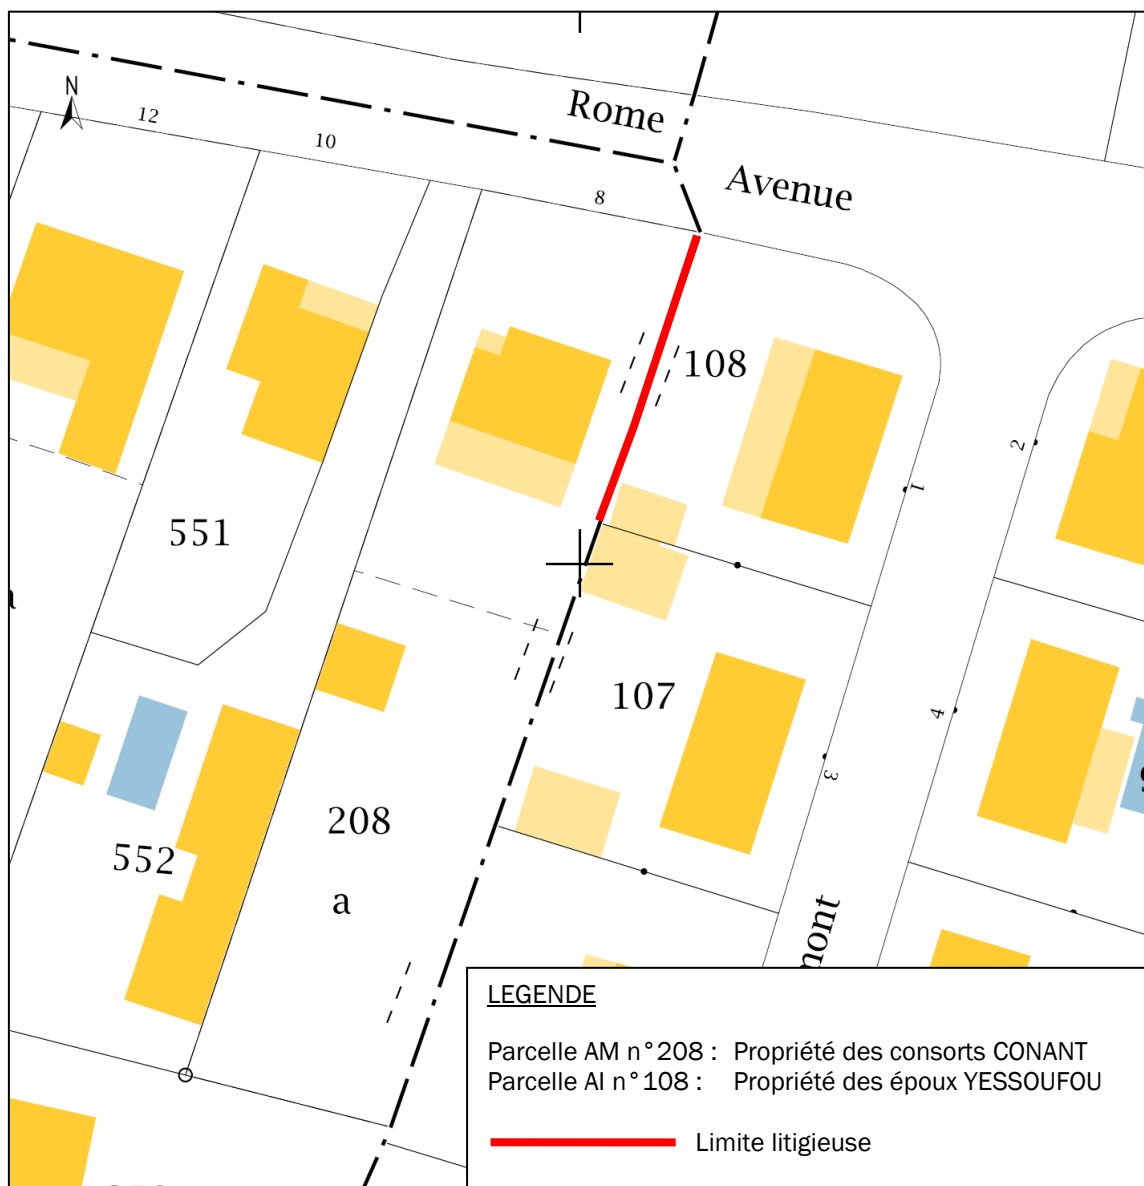 Rome
N
12
10
Avenue
8
108
2
1
551
107
4
3
208
552
a
mont
LEGENDE
Parcelle AM n°208 : Propriété des consorts CONANT
Parcelle AI n°108 : Propriété des époux YESSOUFOU
Limite litigieuse